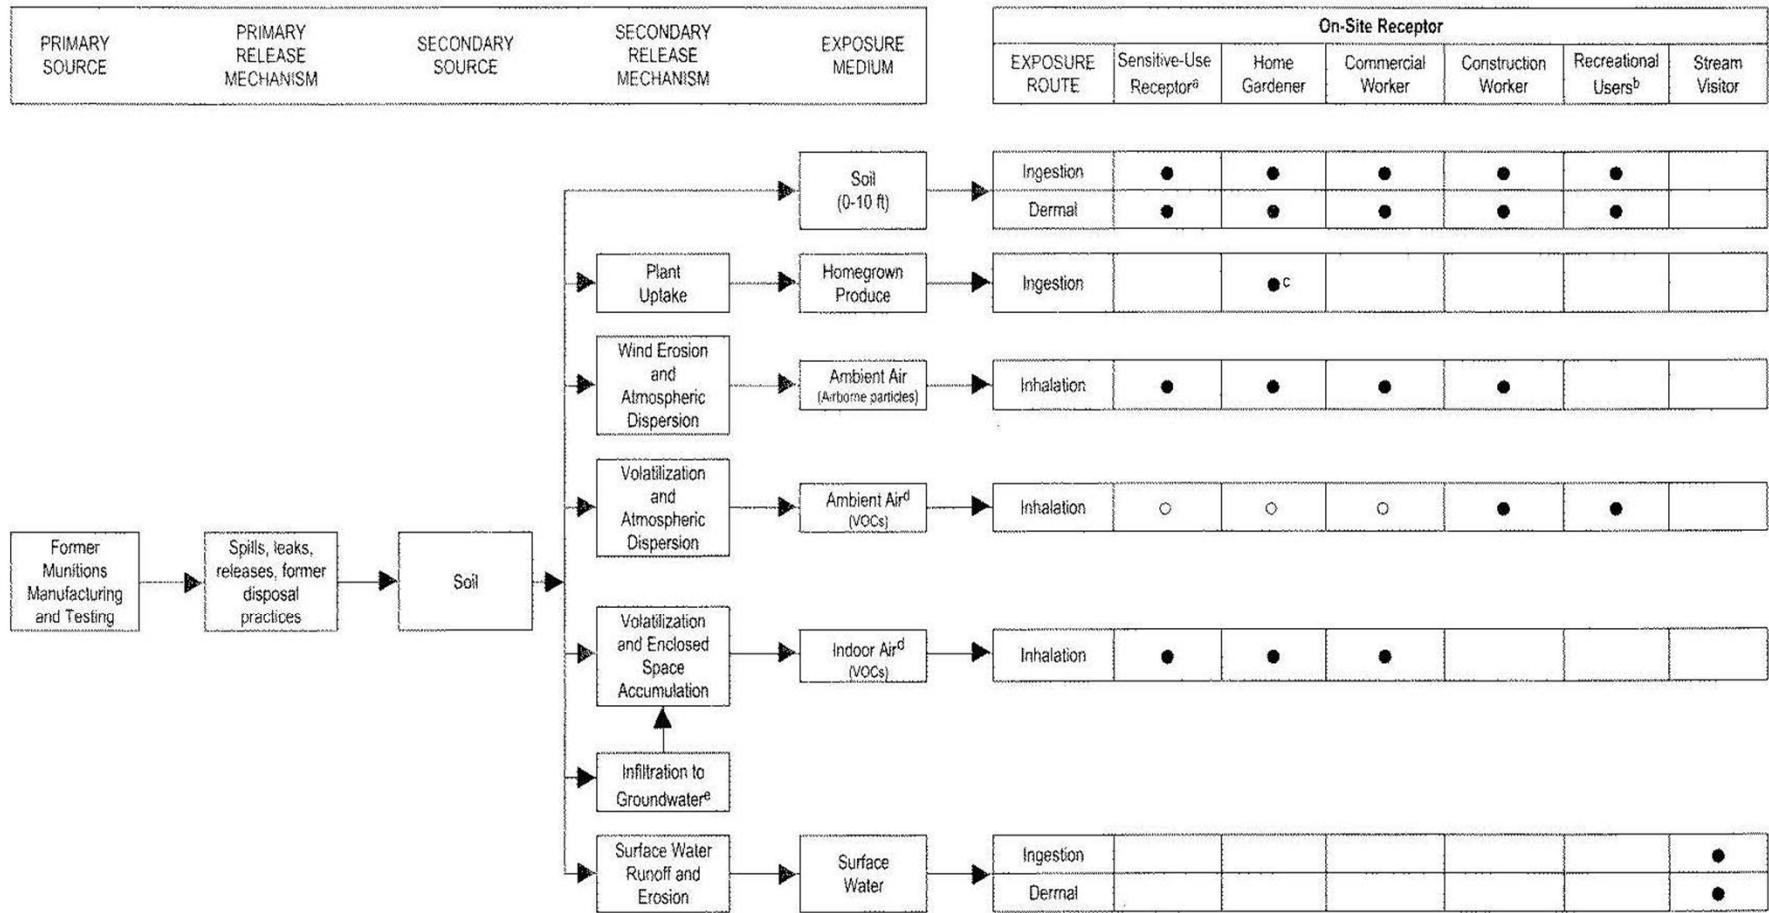 PRIMARY
SOURCE
PRIMARY
RELEASE
MECHANISM
SECONDARY
SOURCE
SECONDARY
RELEASE
MECHANISM
EXPOSURE
MEDIUM
On-Site Receptor
EXPOSURE
ROUTE
Sensitive-Use
Receptorᵃ
Home
Gardener
Commercial
Worker
Construction
Worker
Recreational
Usersᵇ
Stream
Visitor
Soil
(0-10 ft)
Ingestion
Dermal
Plant
Uptake
Homegrown
Produce
Ingestion
c
Wind Erosion
and
Atmospheric
Dispersion
Ambient Air
(Airborne particles)
Inhalation
Volatilization
and
Atmospheric
Dispersion
Ambient Airᵈ
(VOCs)
Inhalation
Former
Munitions
Manufacturing
and Testing
Spills, leaks,
releases, former
disposal
practices
Soil
Volatilization
and Enclosed
Space
Accumulation
Indoor Airᵈ
(VOCs)
Inhalation
Infiltration to
Groundwaterᵉ
Surface Water
Runoff and
Erosion
Surface
Water
Ingestion
Dermal